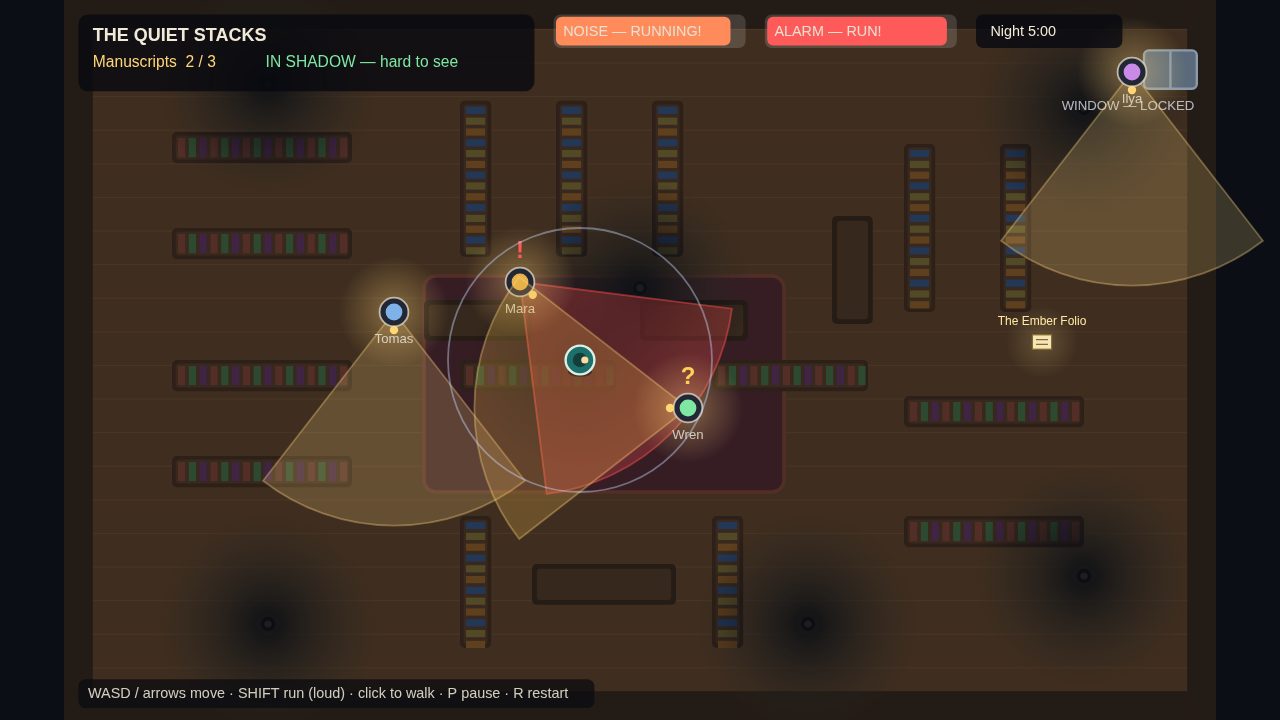 THE QUIET STACKS
Manuscripts 2 / 3
IN SHADOW — hard to see
NOISE — RUNNING!
ALARM — RUN!
Night 5:00
Ilya
WINDOW — LOCKED
!
Mara
Tomas
The Ember Folio
?
Wren
WASD / arrows move · SHIFT run (loud) · click to walk · P pause · R restart